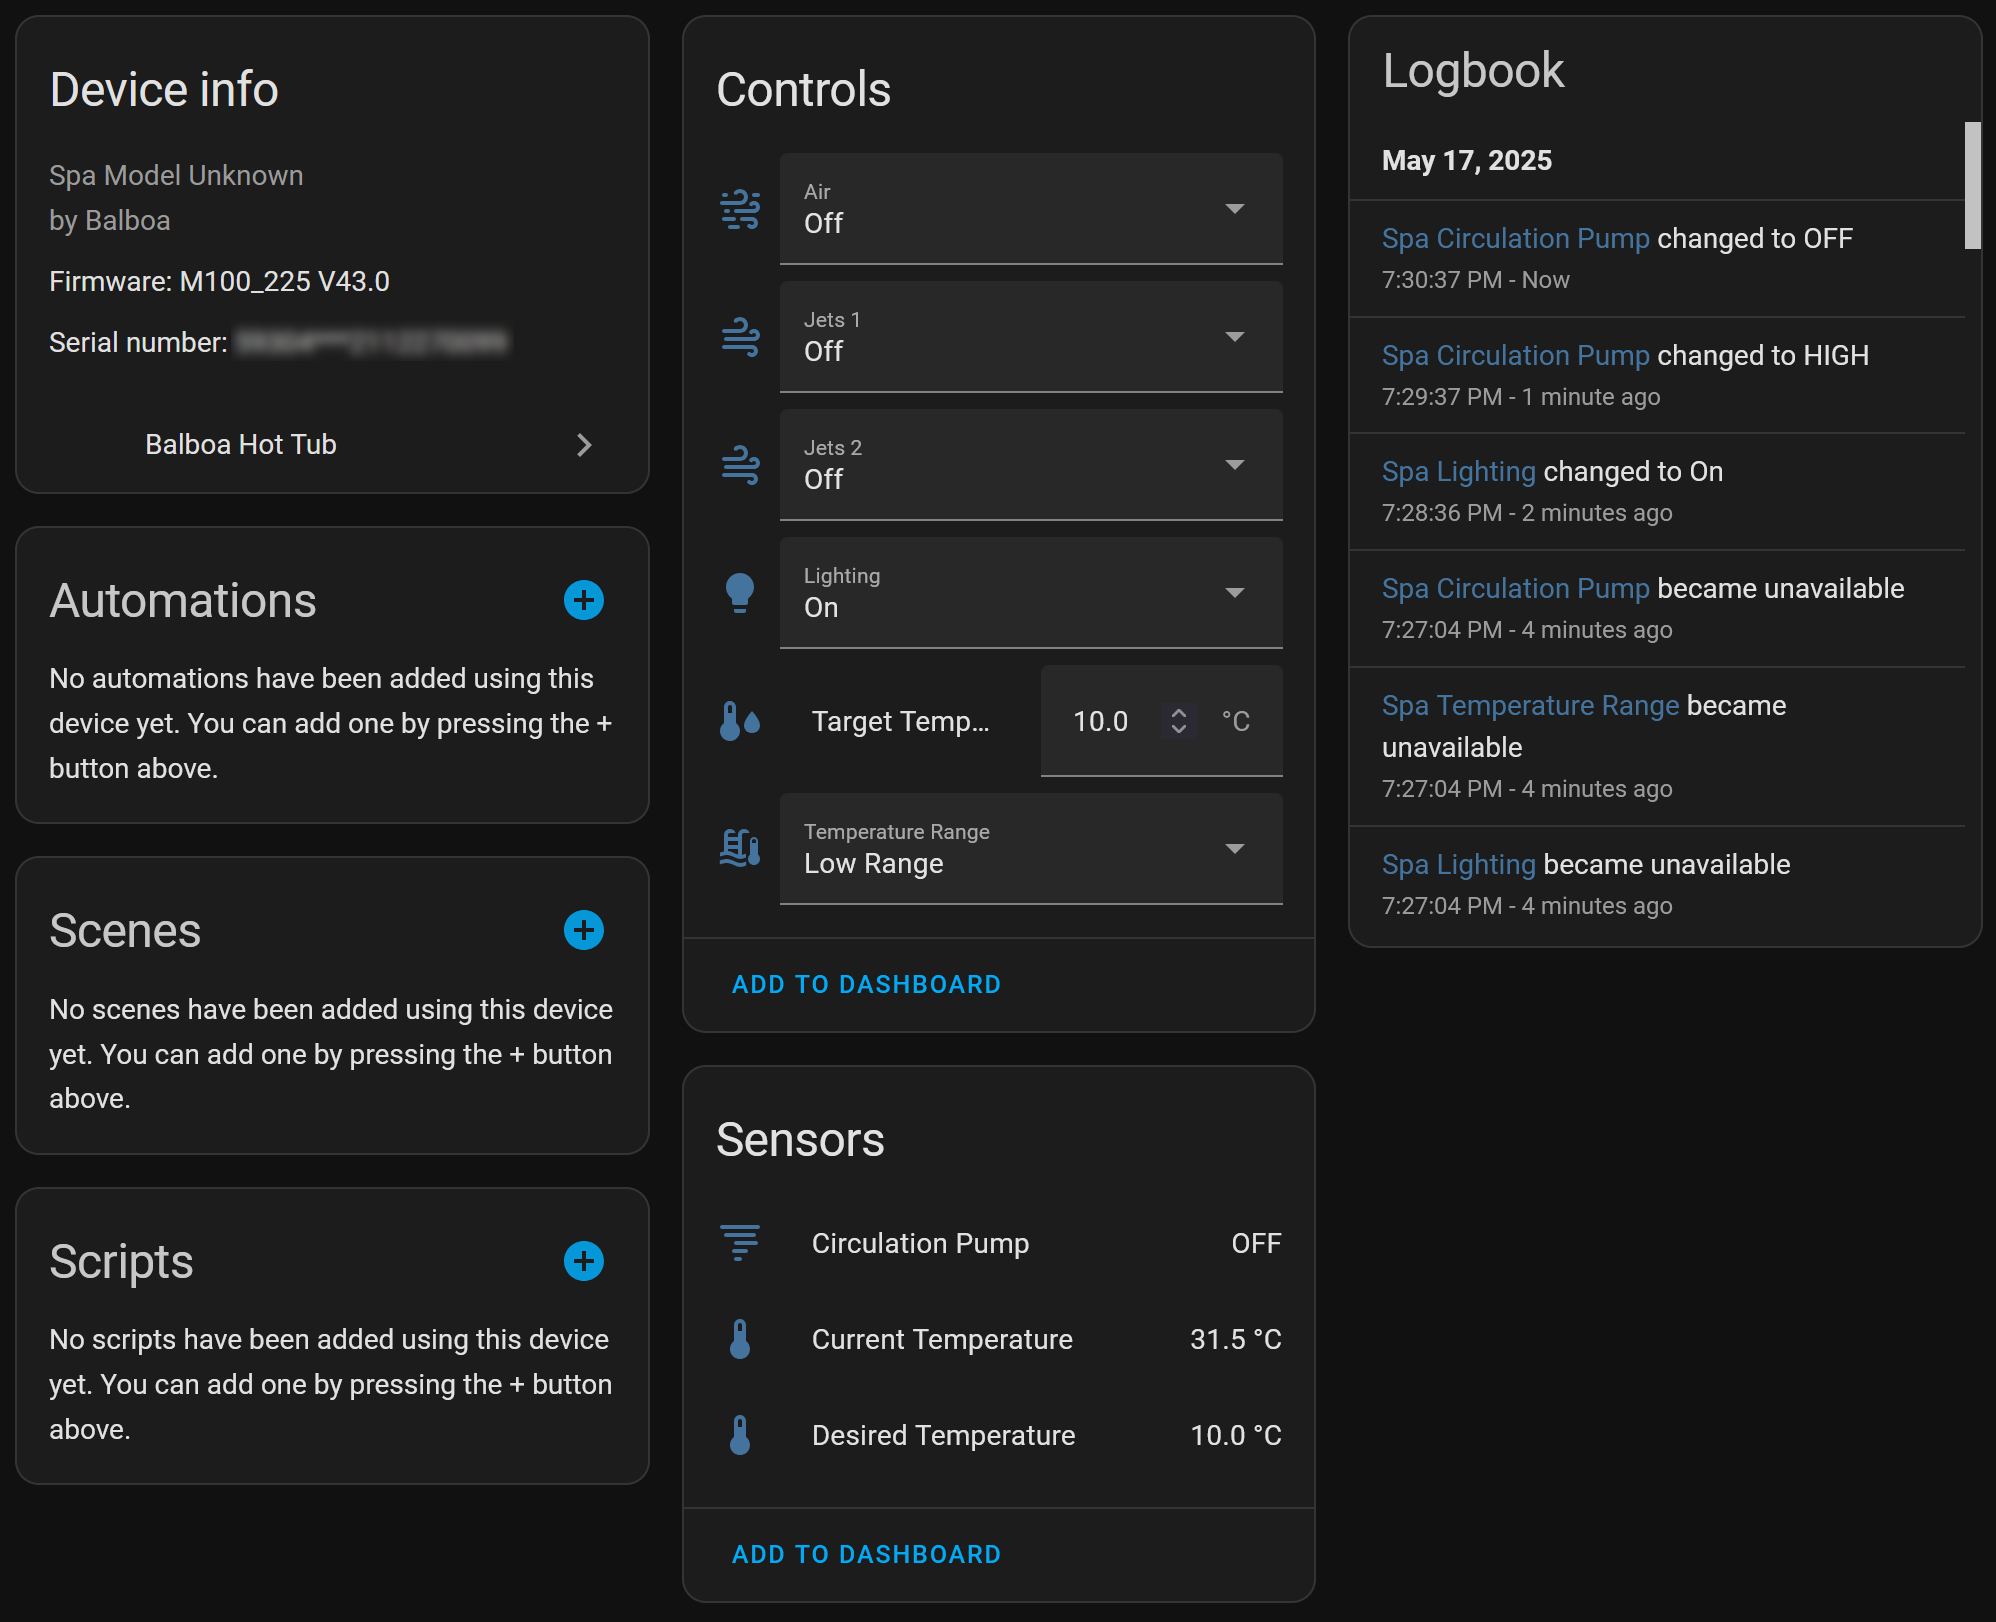 Device info
Spa Model Unknown
by Balboa
Firmware: M100_225 V43.0
Serial number:
Balboa Hot Tub
Automations
No automations have been added using this
device yet. You can add one by pressing the +
button above.
Scenes
No scenes have been added using this device
yet. You can add one by pressing the + button
above.
Scripts
No scripts have been added using this device
yet. You can add one by pressing the + button
above.
Controls
Air
Off
Jets 1
Off
Jets 2
Off
Lighting
On
Target Temp... 10.0 °C
Temperature Range
Low Range
ADD TO DASHBOARD
Sensors
Circulation Pump OFF
Current Temperature 31.5 °C
Desired Temperature 10.0 °C
ADD TO DASHBOARD
Logbook
May 17, 2025
Spa Circulation Pump changed to OFF
7:30:37 PM - Now
Spa Circulation Pump changed to HIGH
7:29:37 PM - 1 minute ago
Spa Lighting changed to On
7:28:36 PM - 2 minutes ago
Spa Circulation Pump became unavailable
7:27:04 PM - 4 minutes ago
Spa Temperature Range became
unavailable
7:27:04 PM - 4 minutes ago
Spa Lighting became unavailable
7:27:04 PM - 4 minutes ago